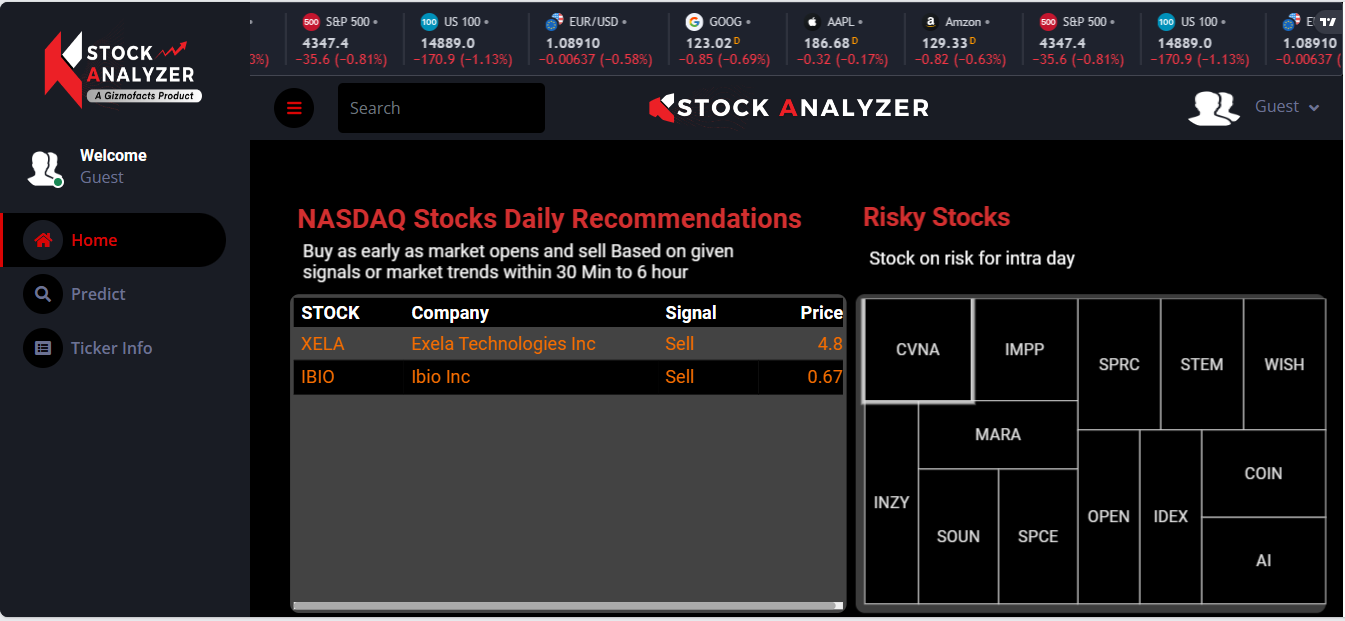 STOCK
ANALYZER
A Gizmofacts Product
Welcome
Guest
Home
Predict
Ticker Info
3%)
500 S&P 500
4347.4
−35.6 (−0.81%)
100 US 100
14889.0
−170.9 (−1.13%)
EUR/USD
1.08910
−0.00637 (−0.58%)
G GOOG
123.02 D
−0.85 (−0.69%)
AAPL
186.68 D
−0.32 (−0.17%)
a Amzon
129.33 D
−0.82 (−0.63%)
500 S&P 500
4347.4
−35.6 (−0.81%)
100 US 100
14889.0
−170.9 (−1.13%)
1.08910
−0.00637 (
Search
STOCK ANALYZER
Guest
NASDAQ Stocks Daily Recommendations
Buy as early as market opens and sell Based on given
signals or market trends within 30 Min to 6 hour
STOCK Company Signal Price
XELA Exela Technologies Inc Sell 4.8
IBIO Ibio Inc Sell 0.67
Risky Stocks
Stock on risk for intra day
CVNA
IMPP
SPRC
STEM
WISH
MARA
INZY
SOUN
SPCE
OPEN
IDEX
COIN
AI